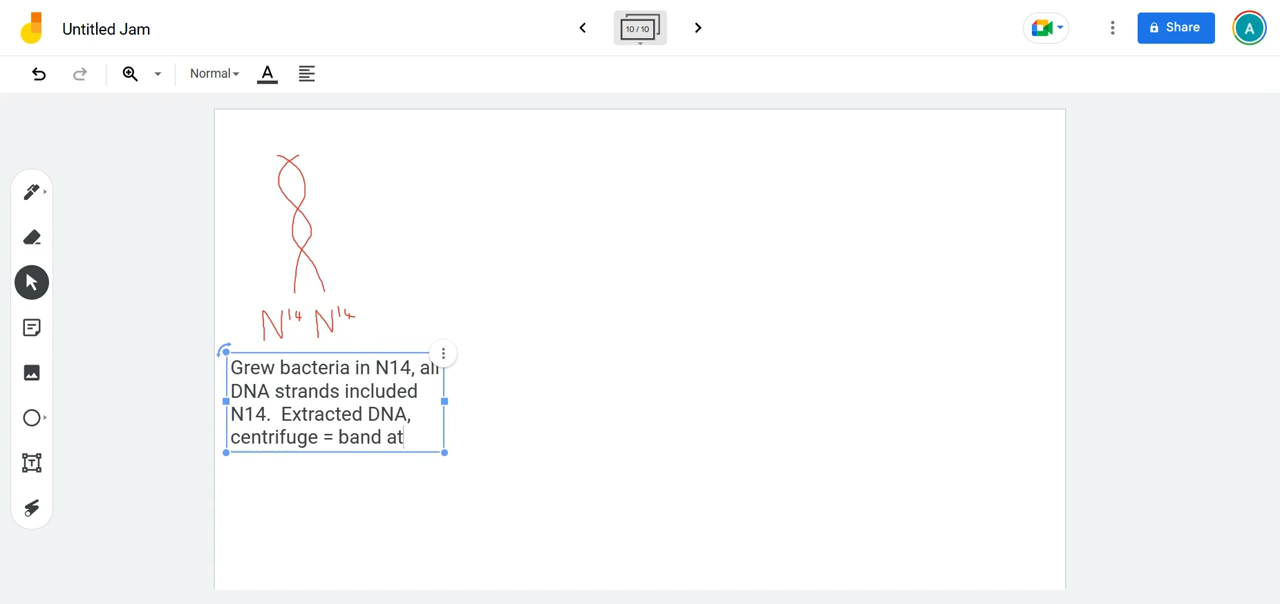 Untitled Jam
10 / 10
Share
A
Normal
A
N14 N14
Grew bacteria in N14, all
DNA strands included
N14.  Extracted DNA,
centrifuge = band at
T